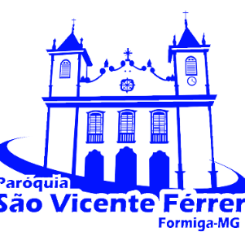 Paróquia
São Vicente Férrer
Formiga-MG